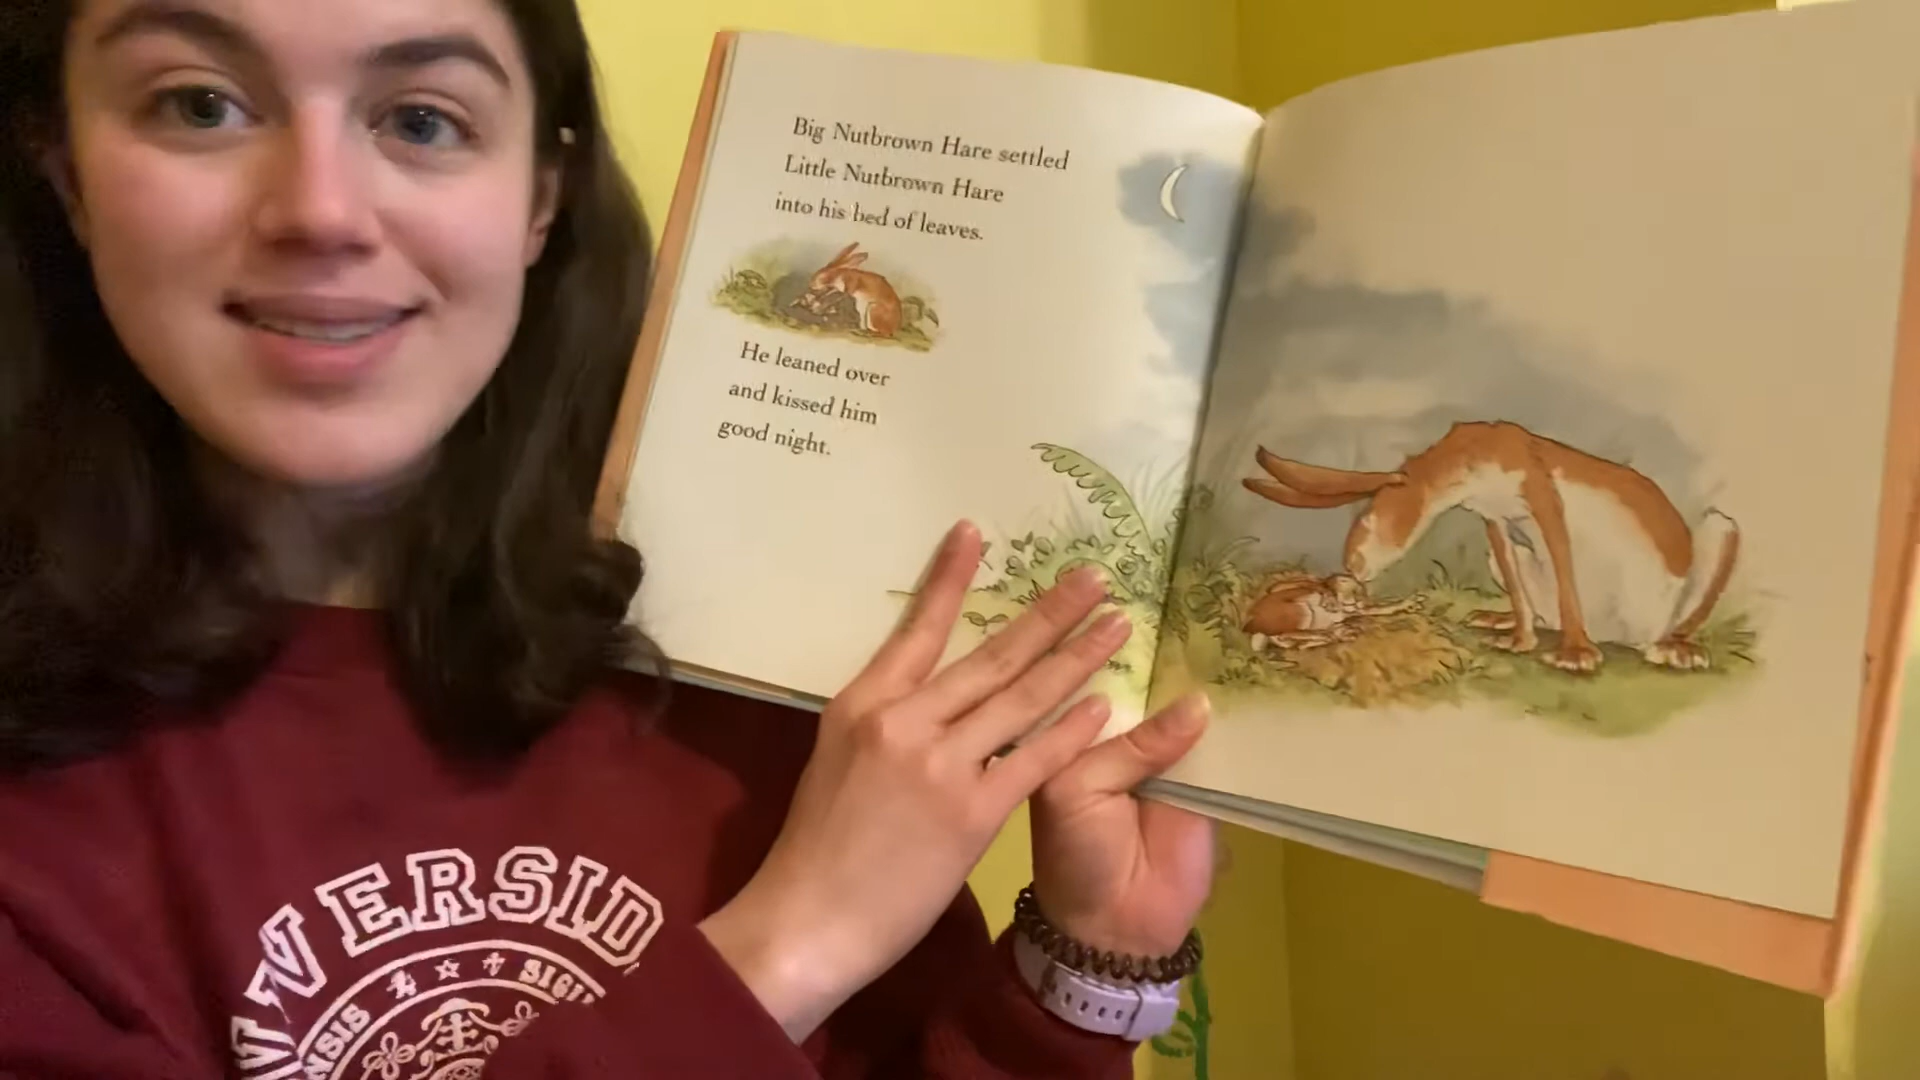 Big Nutbrown Hare settled
Little Nutbrown Hare
into his bed of leaves.
He leaned over
and kissed him
good night.